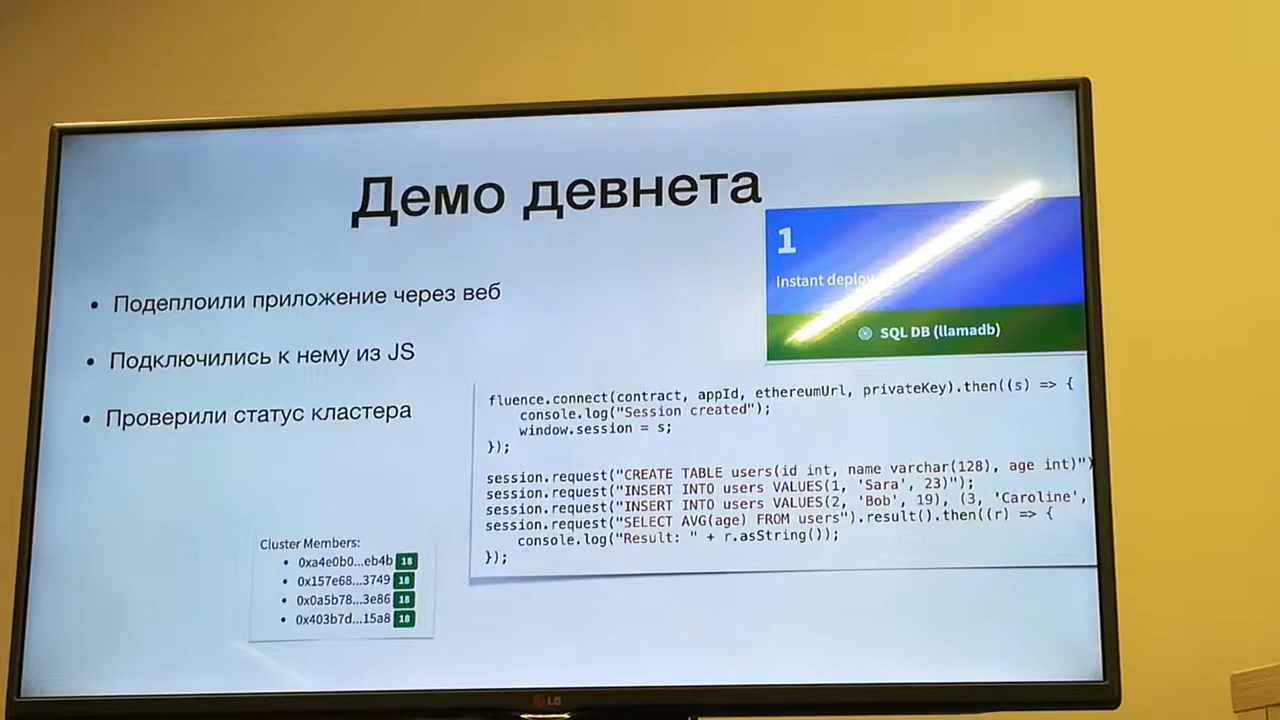 Демо девнета
• Подеплоили приложение через веб
• Подключились к нему из JS
• Проверили статус кластера
1
Instant deploy
SQL DB (llamadb)
fluence.connect(contract, appId, ethereumUrl, privateKey).then((s) => {
console.log("Session created");
window.session = s;
});
session.request("CREATE TABLE users(id int, name varchar(128), age int)")
session.request("INSERT INTO users VALUES(1, 'Sara', 23)");
session.request("INSERT INTO users VALUES(2, 'Bob', 19), (3, 'Caroline',
session.request("SELECT AVG(age) FROM users").result().then((r) => {
console.log("Result: " + r.asString());
});
Cluster Members:
• 0xa4e0b0...eb4b 18
• 0x157e68...3749 18
• 0x0a5b78...3e86 18
• 0x403b7d...15a8 18
LG